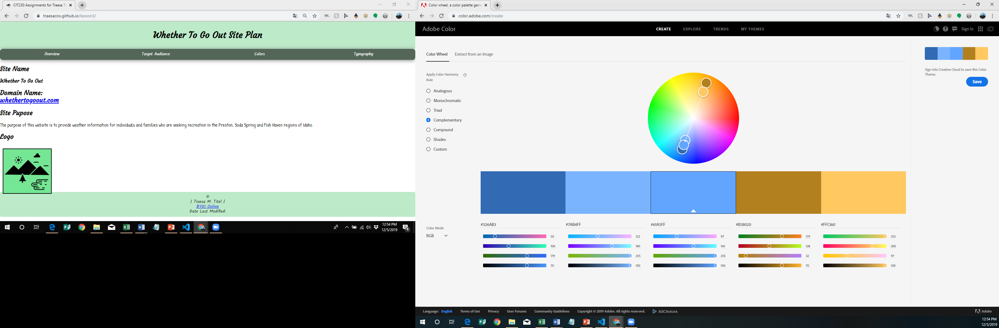 CIT230 Assignments for Traesa Ti
traesacox.github.io/lesson3/
Whether To Go Out Site Plan
Overview
Target Audiance
Colors
Typography
Site Name
Whether To Go Out
Domain Name:
whethertogoout.com
Site Pupose
The purpose of this website is to provide weather information for individuals and families who are seeking recreation in the Preston, Soda Spring and Fish Haven regions of Idaho.
Logo
©
| Traesa M. Titel |
BYUI Online
Date Last Modified:
12:54 PM
12/5/2019
4
Color wheel, a color palette gene
color.adobe.com/create
Adobe Color
CREATE
EXPLORE
TRENDS
MY THEMES
Sign In
Color Wheel
Extract from an Image
Apply Color Harmony
Rule
Analogous
Monochromatic
Triad
Complementary
Compound
Shades
Custom
Sign into Creative Cloud to save this Color
Theme.
Save
Color Mode
RGB
#326AB3
50
106
179
70
#7AB4FF
122
180
255
100
#61A5FF
97
165
255
100
#B38020
179
128
32
70
#FFC861
255
200
97
100
Language: English
Terms of Use
Privacy
User Forums
Community Guidelines
Copyright © 2019 Adobe. All rights reserved.
AdChoices
Adobe
12:54 PM
12/5/2019